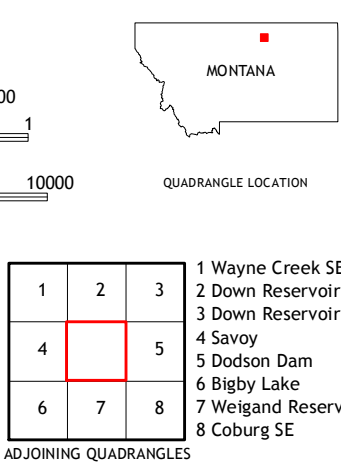 00
1
10000
MONTANA
QUADRANGLE LOCATION
1 2 3
4 5
6 7 8
ADJOINING QUADRANGLES
1 Wayne Creek SE
2 Down Reservoir
3 Down Reservoir
4 Savoy
5 Dodson Dam
6 Bigby Lake
7 Weigand Reserv
8 Coburg SE